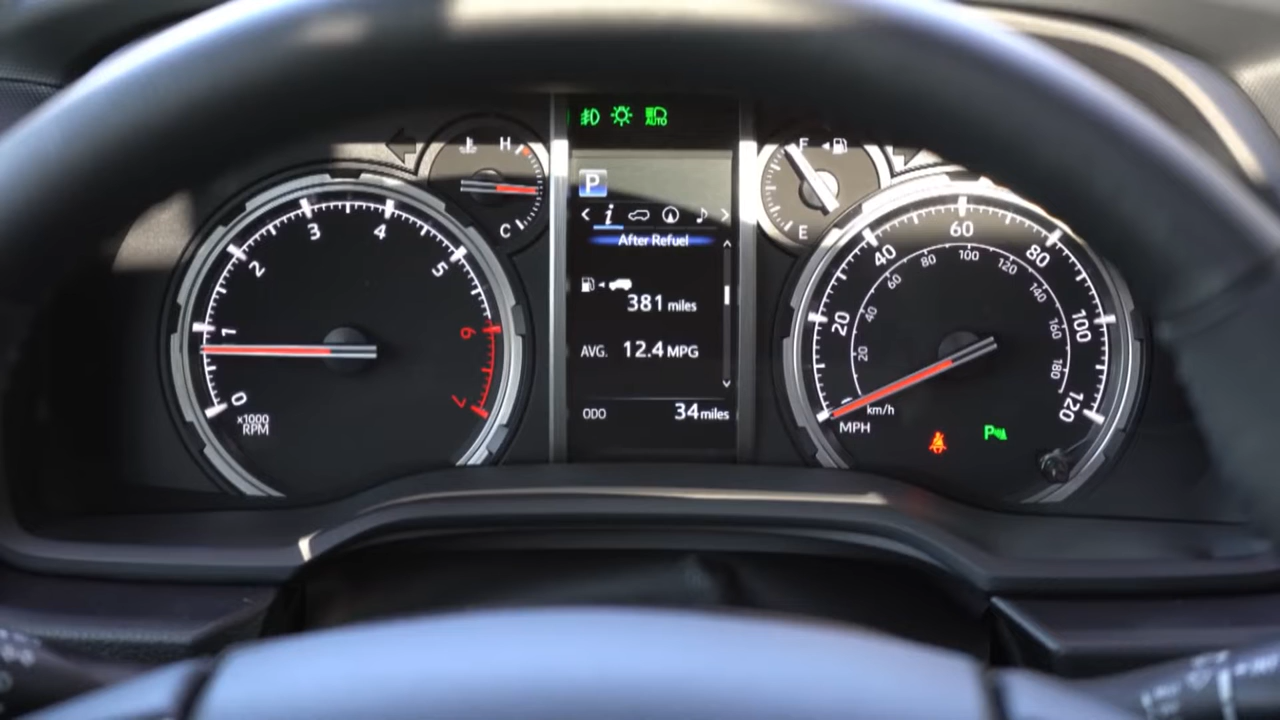 AUTO
H
C
F
E
P
i
After Refuel
381 miles
AVG. 12.4 MPG
ODO 34 miles
0
1
2
3
4
5
6
7
x1000
RPM
20
40
60
80
100
120
20
40
60
80
100
120
140
160
180
km/h
MPH
P